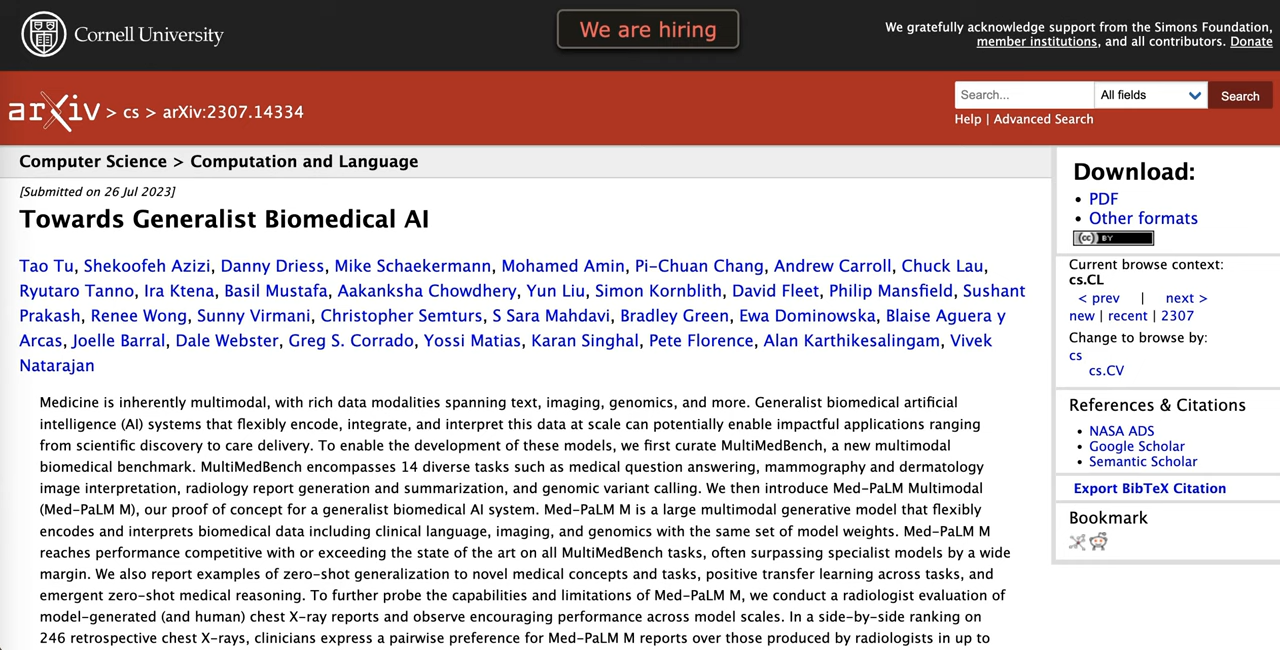 Cornell University
We are hiring
We gratefully acknowledge support from the Simons Foundation,
member institutions, and all contributors. Donate
arXiv > cs > arXiv:2307.14334
Search...
All fields
Search
Help | Advanced Search
Computer Science > Computation and Language
[Submitted on 26 Jul 2023]
Towards Generalist Biomedical AI
Tao Tu, Shekoofeh Azizi, Danny Driess, Mike Schaekermann, Mohamed Amin, Pi-Chuan Chang, Andrew Carroll, Chuck Lau,
Ryutaro Tanno, Ira Ktena, Basil Mustafa, Aakanksha Chowdhery, Yun Liu, Simon Kornblith, David Fleet, Philip Mansfield, Sushant
Prakash, Renee Wong, Sunny Virmani, Christopher Semturs, S Sara Mahdavi, Bradley Green, Ewa Dominowska, Blaise Aguera y
Arcas, Joelle Barral, Dale Webster, Greg S. Corrado, Yossi Matias, Karan Singhal, Pete Florence, Alan Karthikesalingam, Vivek
Natarajan
Medicine is inherently multimodal, with rich data modalities spanning text, imaging, genomics, and more. Generalist biomedical artificial
intelligence (AI) systems that flexibly encode, integrate, and interpret this data at scale can potentially enable impactful applications ranging
from scientific discovery to care delivery. To enable the development of these models, we first curate MultiMedBench, a new multimodal
biomedical benchmark. MultiMedBench encompasses 14 diverse tasks such as medical question answering, mammography and dermatology
image interpretation, radiology report generation and summarization, and genomic variant calling. We then introduce Med-PaLM Multimodal
(Med-PaLM M), our proof of concept for a generalist biomedical AI system. Med-PaLM M is a large multimodal generative model that flexibly
encodes and interprets biomedical data including clinical language, imaging, and genomics with the same set of model weights. Med-PaLM M
reaches performance competitive with or exceeding the state of the art on all MultiMedBench tasks, often surpassing specialist models by a wide
margin. We also report examples of zero-shot generalization to novel medical concepts and tasks, positive transfer learning across tasks, and
emergent zero-shot medical reasoning. To further probe the capabilities and limitations of Med-PaLM M, we conduct a radiologist evaluation of
model-generated (and human) chest X-ray reports and observe encouraging performance across model scales. In a side-by-side ranking on
246 retrospective chest X-rays, clinicians express a pairwise preference for Med-PaLM M reports over those produced by radiologists in up to
Download:
PDF
Other formats
(cc) BY
Current browse context:
cs.CL
< prev | next >
new | recent | 2307
Change to browse by:
cs
cs.CV
References & Citations
NASA ADS
Google Scholar
Semantic Scholar
Export BibTeX Citation
Bookmark